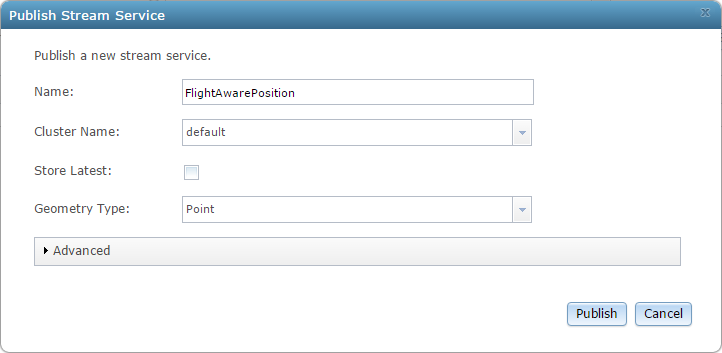 Publish Stream Service
Publish a new stream service.
Name: FlightAwarePosition
Cluster Name: default
Store Latest:
Geometry Type: Point
Advanced
Publish Cancel